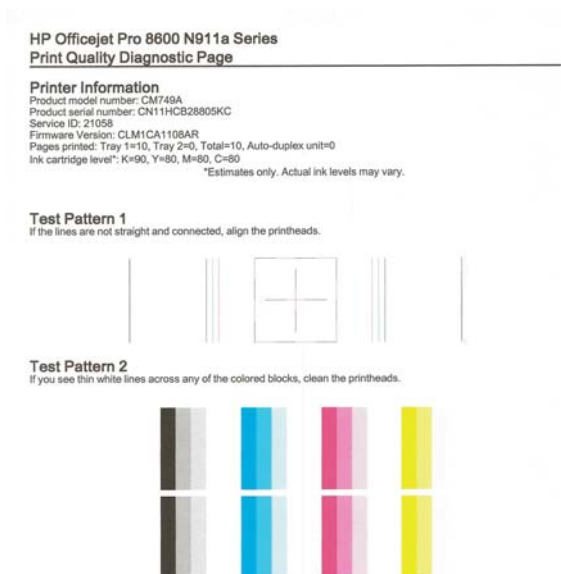 HP Officejet Pro 8600 N911a Series
Print Quality Diagnostic Page
Printer Information
Product model number: CM749A
Product serial number: CN11HCB28805KC
Service ID: 21058
Firmware Version: CLM1CA1108AR
Pages printed: Tray 1=10, Tray 2=0, Total=10, Auto-duplex unit=0
Ink cartridge level*: K=90, Y=80, M=80, C=80
*Estimates only. Actual ink levels may vary.
Test Pattern 1
If the lines are not straight and connected, align the printheads.
Test Pattern 2
If you see thin white lines across any of the colored blocks, clean the printheads.